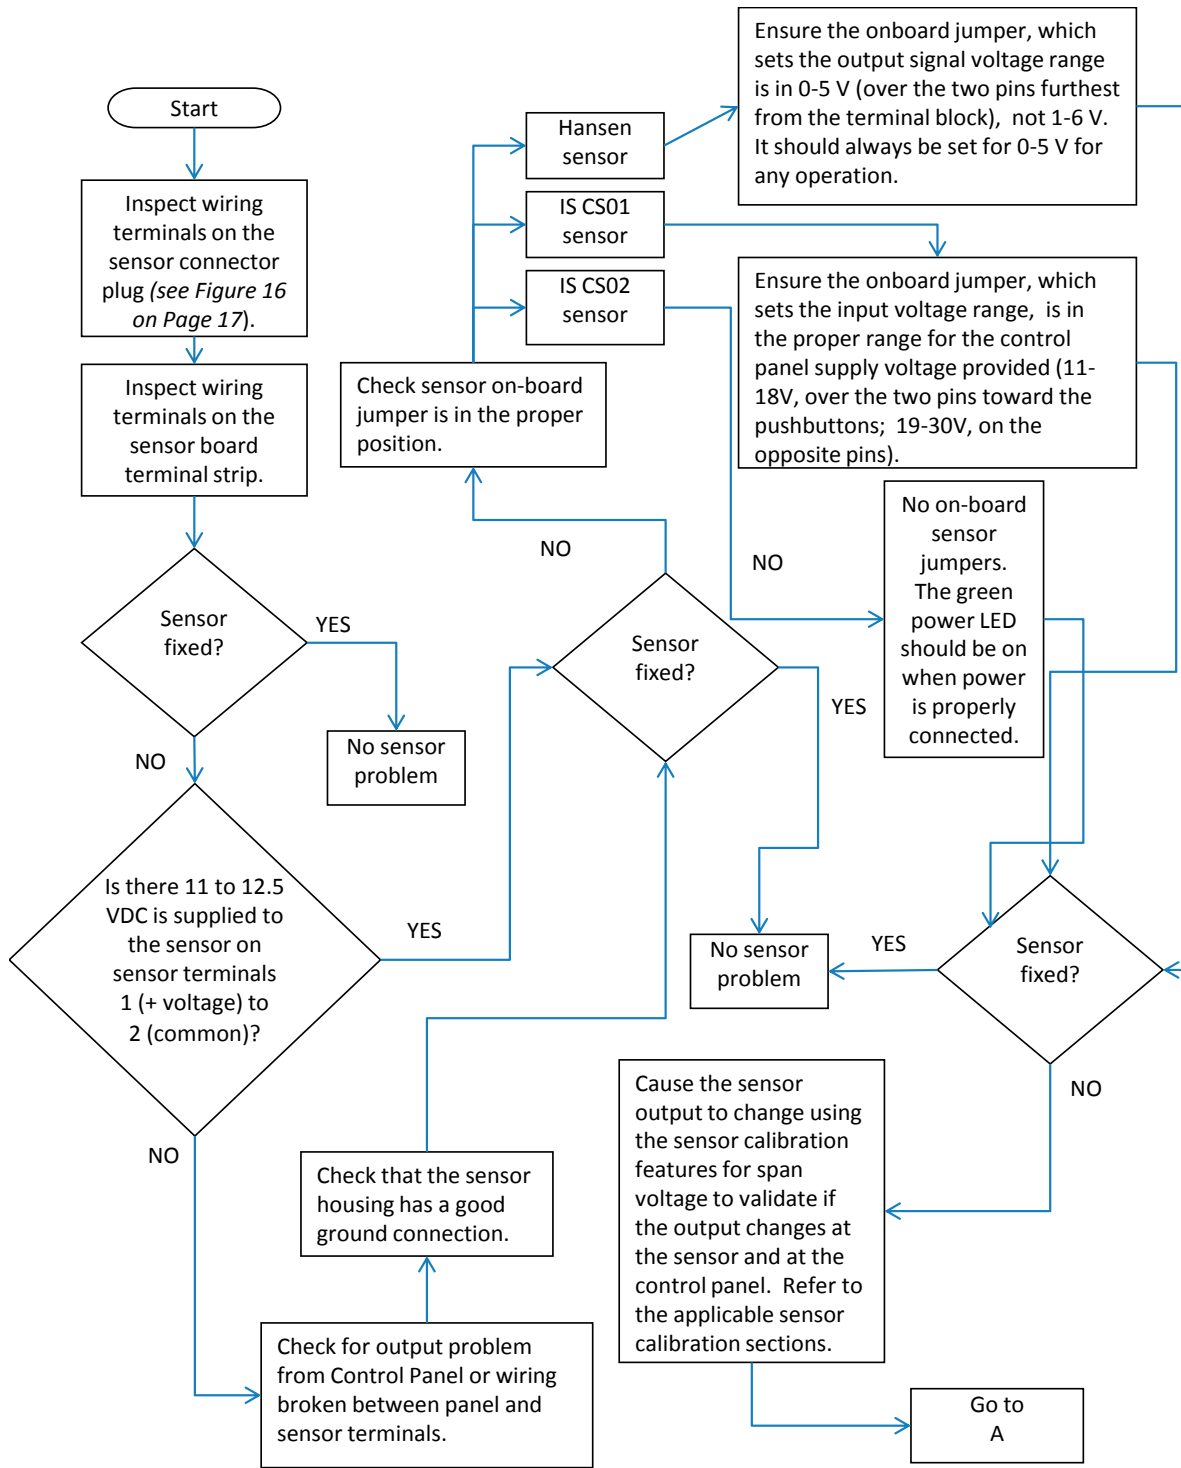 Start
Inspect wiring
terminals on the
sensor connector
plug (see Figure 16
on Page 17).
Inspect wiring
terminals on the
sensor board
terminal strip.
Sensor
fixed?
YES
No sensor
problem
NO
Is there 11 to 12.5
VDC is supplied to
the sensor on
sensor terminals
1 (+ voltage) to
2 (common)?
YES
NO
Check for output problem
from Control Panel or wiring
broken between panel and
sensor terminals.
Check that the sensor
housing has a good
ground connection.
Sensor
fixed?
YES
No sensor
problem
NO
Check sensor on-board
jumper is in the proper
position.
Hansen
sensor
IS CS01
sensor
IS CS02
sensor
Ensure the onboard jumper, which
sets the output signal voltage range
is in 0-5 V (over the two pins furthest
from the terminal block),  not 1-6 V.
It should always be set for 0-5 V for
any operation.
Ensure the onboard jumper, which
sets the input voltage range,  is in
the proper range for the control
panel supply voltage provided (11-
18V, over the two pins toward the
pushbuttons;  19-30V, on the
opposite pins).
NO
No on-board
sensor
jumpers.
The green
power LED
should be on
when power
is properly
connected.
Sensor
fixed?
YES
NO
Cause the sensor
output to change using
the sensor calibration
features for span
voltage to validate if
the output changes at
the sensor and at the
control panel.  Refer to
the applicable sensor
calibration sections.
Go to
A